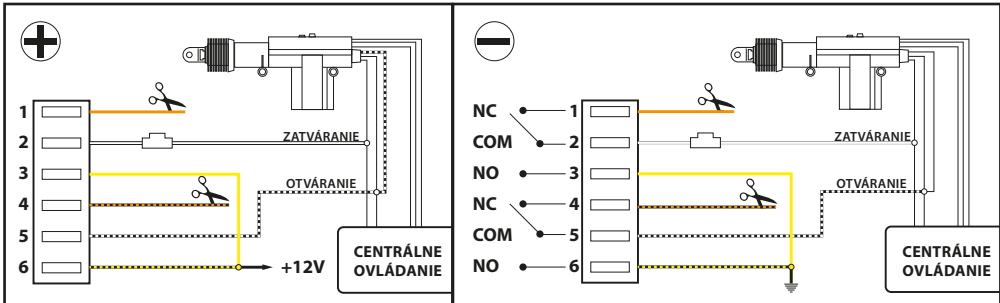 +
1
2
3
4
5
6
ZATVÁRANIE
OTVÁRANIE
+12V
CENTRÁLNE
OVLÁDANIE
−
NC
COM
NO
NC
COM
NO
1
2
3
4
5
6
ZATVÁRANIE
OTVÁRANIE
CENTRÁLNE
OVLÁDANIE